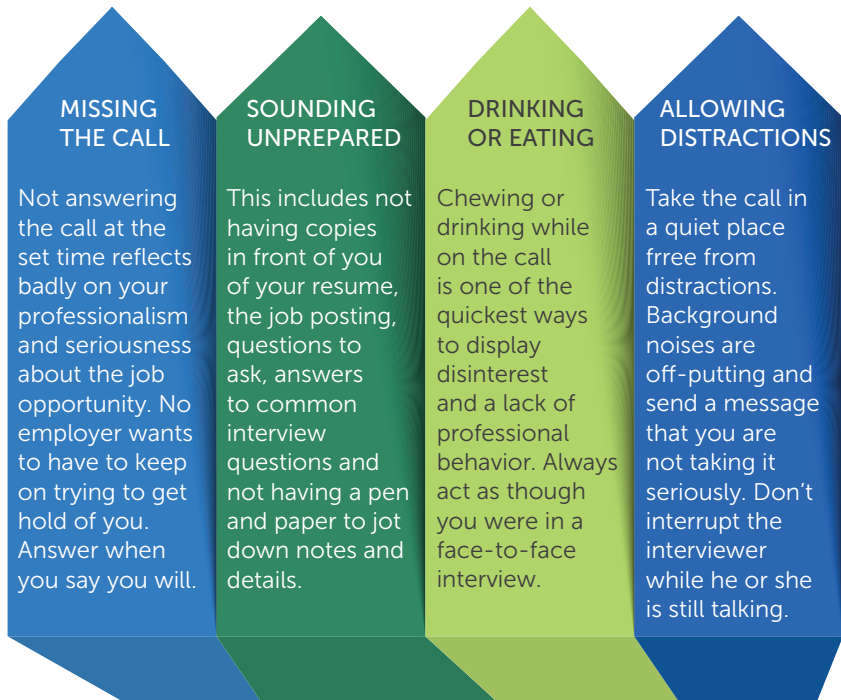 MISSING
THE CALL
Not answering
the call at the
set time reflects
badly on your
professionalism
and seriousness
about the job
opportunity. No
employer wants
to have to keep
on trying to get
hold of you.
Answer when
you say you will.
SOUNDING
UNPREPARED
This includes not
having copies
in front of you
of your resume,
the job posting,
questions to
ask, answers
to common
interview
questions and
not having a pen
and paper to jot
down notes and
details.
DRINKING
OR EATING
Chewing or
drinking while
on the call
is one of the
quickest ways
to display
disinterest
and a lack of
professional
behavior. Always
act as though
you were in a
face-to-face
interview.
ALLOWING
DISTRACTIONS
Take the call in
a quiet place
frree from
distractions.
Background
noises are
off-putting and
send a message
that you are
not taking it
seriously. Don’t
interrupt the
interviewer
while he or she
is still talking.